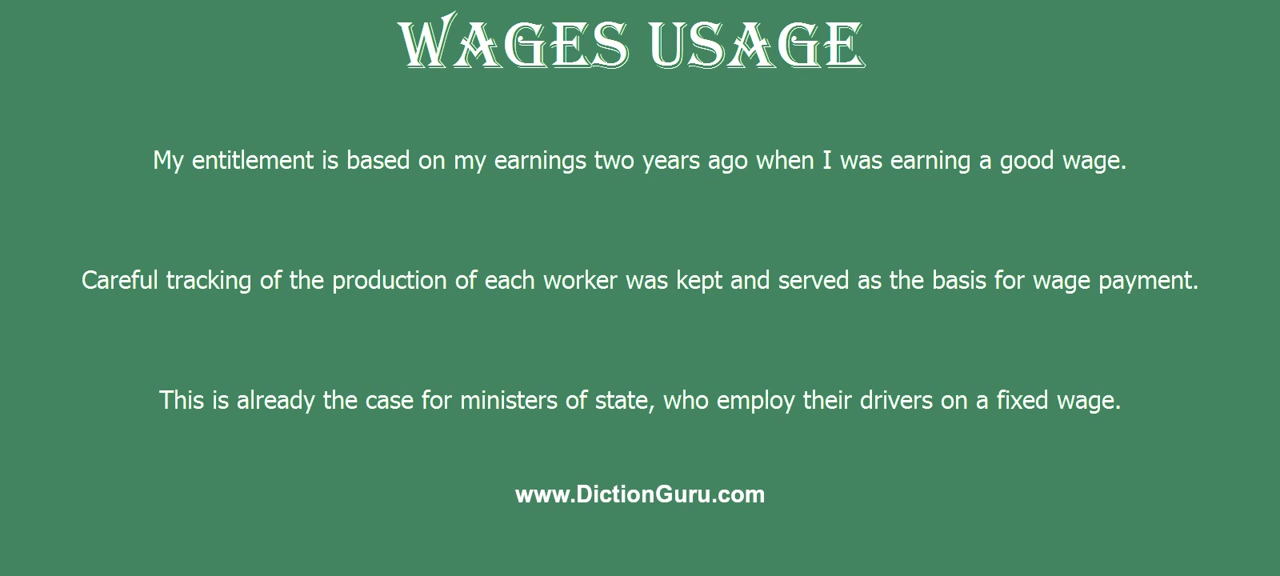 WAGES USAGE
My entitlement is based on my earnings two years ago when I was earning a good wage.
Careful tracking of the production of each worker was kept and served as the basis for wage payment.
This is already the case for ministers of state, who employ their drivers on a fixed wage.
www.DictionGuru.com